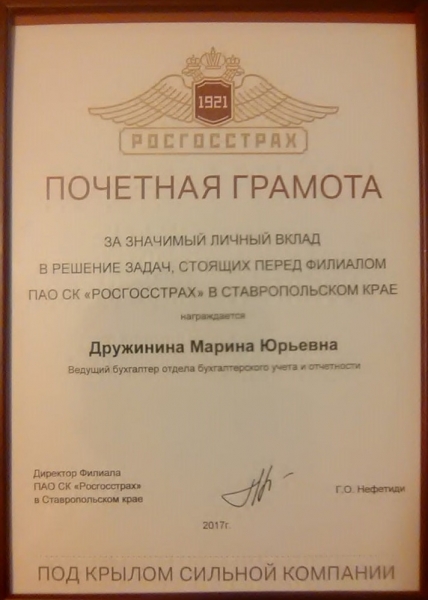 1921
РОСГОССТРАХ
ПОЧЕТНАЯ ГРАМОТА
ЗА ЗНАЧИМЫЙ ЛИЧНЫЙ ВКЛАД
В РЕШЕНИЕ ЗАДАЧ, СТОЯЩИХ ПЕРЕД ФИЛИАЛОМ
ПАО СК «РОСГОССТРАХ» В СТАВРОПОЛЬСКОМ КРАЕ
награждается
Дружинина Марина Юрьевна
Ведущий бухгалтер отдела бухгалтерского учета и отчетности
Директор Филиала
ПАО СК «Росгосстрах»
в Ставропольском крае
Г.О. Нефетиди
2017г.
ПОД КРЫЛОМ СИЛЬНОЙ КОМПАНИИ